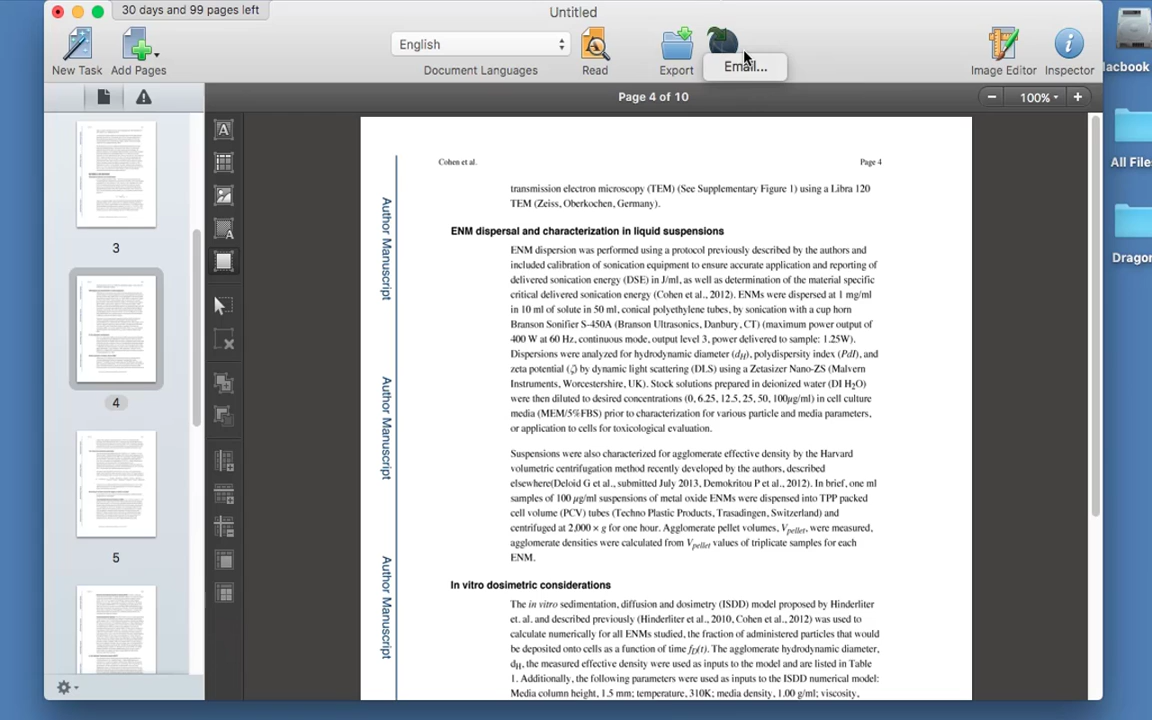 30 days and 99 pages left
Untitled
New Task
Add Pages
English
Document Languages
Read
Export
Email...
Image Editor
Inspector
Page 4 of 10
100%
3
4
5
Cohen et al.
Page 4
transmission electron microscopy (TEM) (See Supplementary Figure 1) using a Libra 120
TEM (Zeiss, Oberkochen, Germany).
ENM dispersal and characterization in liquid suspensions
ENM dispersion was performed using a protocol previously described by the authors and
included calibration of sonication equipment to ensure accurate application and reporting of
delivered sonication energy (DSE) in J/ml, as well as determination of the material specific
critical delivered sonication energy (Cohen et al., 2012). ENMs were dispersed at 1 mg/ml
in 10 ml of solute in 50 ml, conical polyethylene tubes, by sonication with a cup horn
Branson Sonifier S-450A (Branson Ultrasonics, Danbury, CT) (maximum power output of
400 W at 60 Hz, continuous mode, output level 3, power delivered to sample: 1.25W).
Dispersions were analyzed for hydrodynamic diameter (dH), polydispersity index (PdI), and
zeta potential (ζ) by dynamic light scattering (DLS) using a Zetasizer Nano-ZS (Malvern
Instruments, Worcestershire, UK). Stock solutions prepared in deionized water (DI H2O)
were then diluted to desired concentrations (0, 6.25, 12.5, 25, 50, 100μg/ml) in cell culture
media (MEM/5%FBS) prior to characterization for various particle and media parameters,
or application to cells for toxicological evaluation.
Suspensions were also characterized for agglomerate effective density by the Harvard
volumetric centrifugation method recently developed by the authors, described
elsewhere(Deloid G et al., submitted July 2013, Demokritou P et al., 2012). In brief, one ml
samples of 100 μg/ml suspensions of metal oxide ENMs were dispersed into TPP packed
cell volume (PCV) tubes (Techno Plastic Products, Trasadingen, Switzerland) and
centrifuged at 2,000 × g for one hour. Agglomerate pellet volumes, Vpellet, were measured,
agglomerate densities were calculated from Vpellet values of triplicate samples for each
ENM.
In vitro dosimetric considerations
The in vitro sedimentation, diffusion and dosimetry (ISDD) model proposed by Hinderliter
et. al. and described previously (Hinderliter et al., 2010, Cohen et al., 2012) was used to
calculate numerically for all ENMs studied, the fraction of administered particles that would
be deposited onto cells as a function of time fD(t). The agglomerate hydrodynamic diameter,
dH, the measured effective density were used as inputs to the model and are listed in Table
1. Additionally, the following parameters were used as inputs to the ISDD numerical model:
Media column height, 1.5 mm; temperature, 310K; media density, 1.00 g/ml; viscosity,
Author Manuscript
Author Manuscript
Author Manuscript
All Files